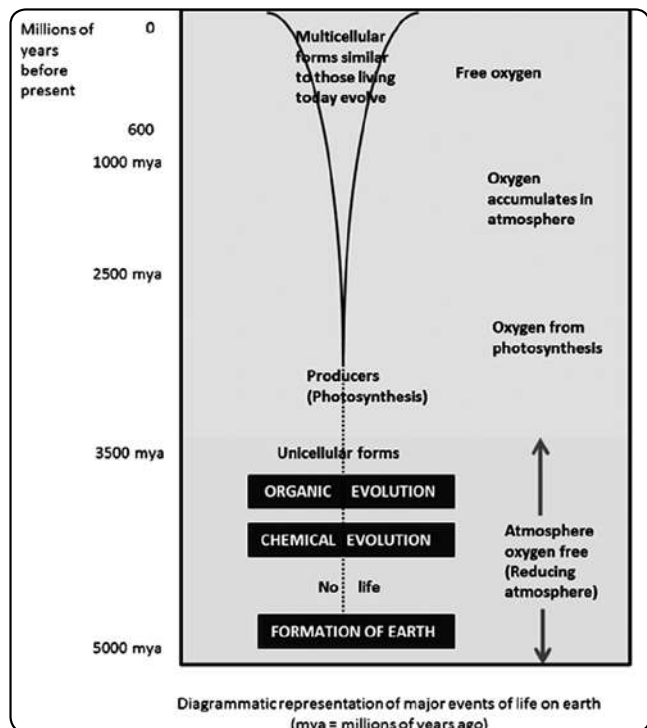 Millions of
years
before
present
0
600
1000 mya
2500 mya
3500 mya
5000 mya
Multicellular
forms similar
to those living
today evolve
Free oxygen
Oxygen
accumulates in
atmosphere
Oxygen from
photosynthesis
Producers
(Photosynthesis)
Unicellular forms
ORGANIC EVOLUTION
CHEMICAL EVOLUTION
No life
FORMATION OF EARTH
Atmosphere
oxygen free
(Reducing
atmosphere)
Diagrammatic representation of major events of life on earth
(mya = millions of years ago)